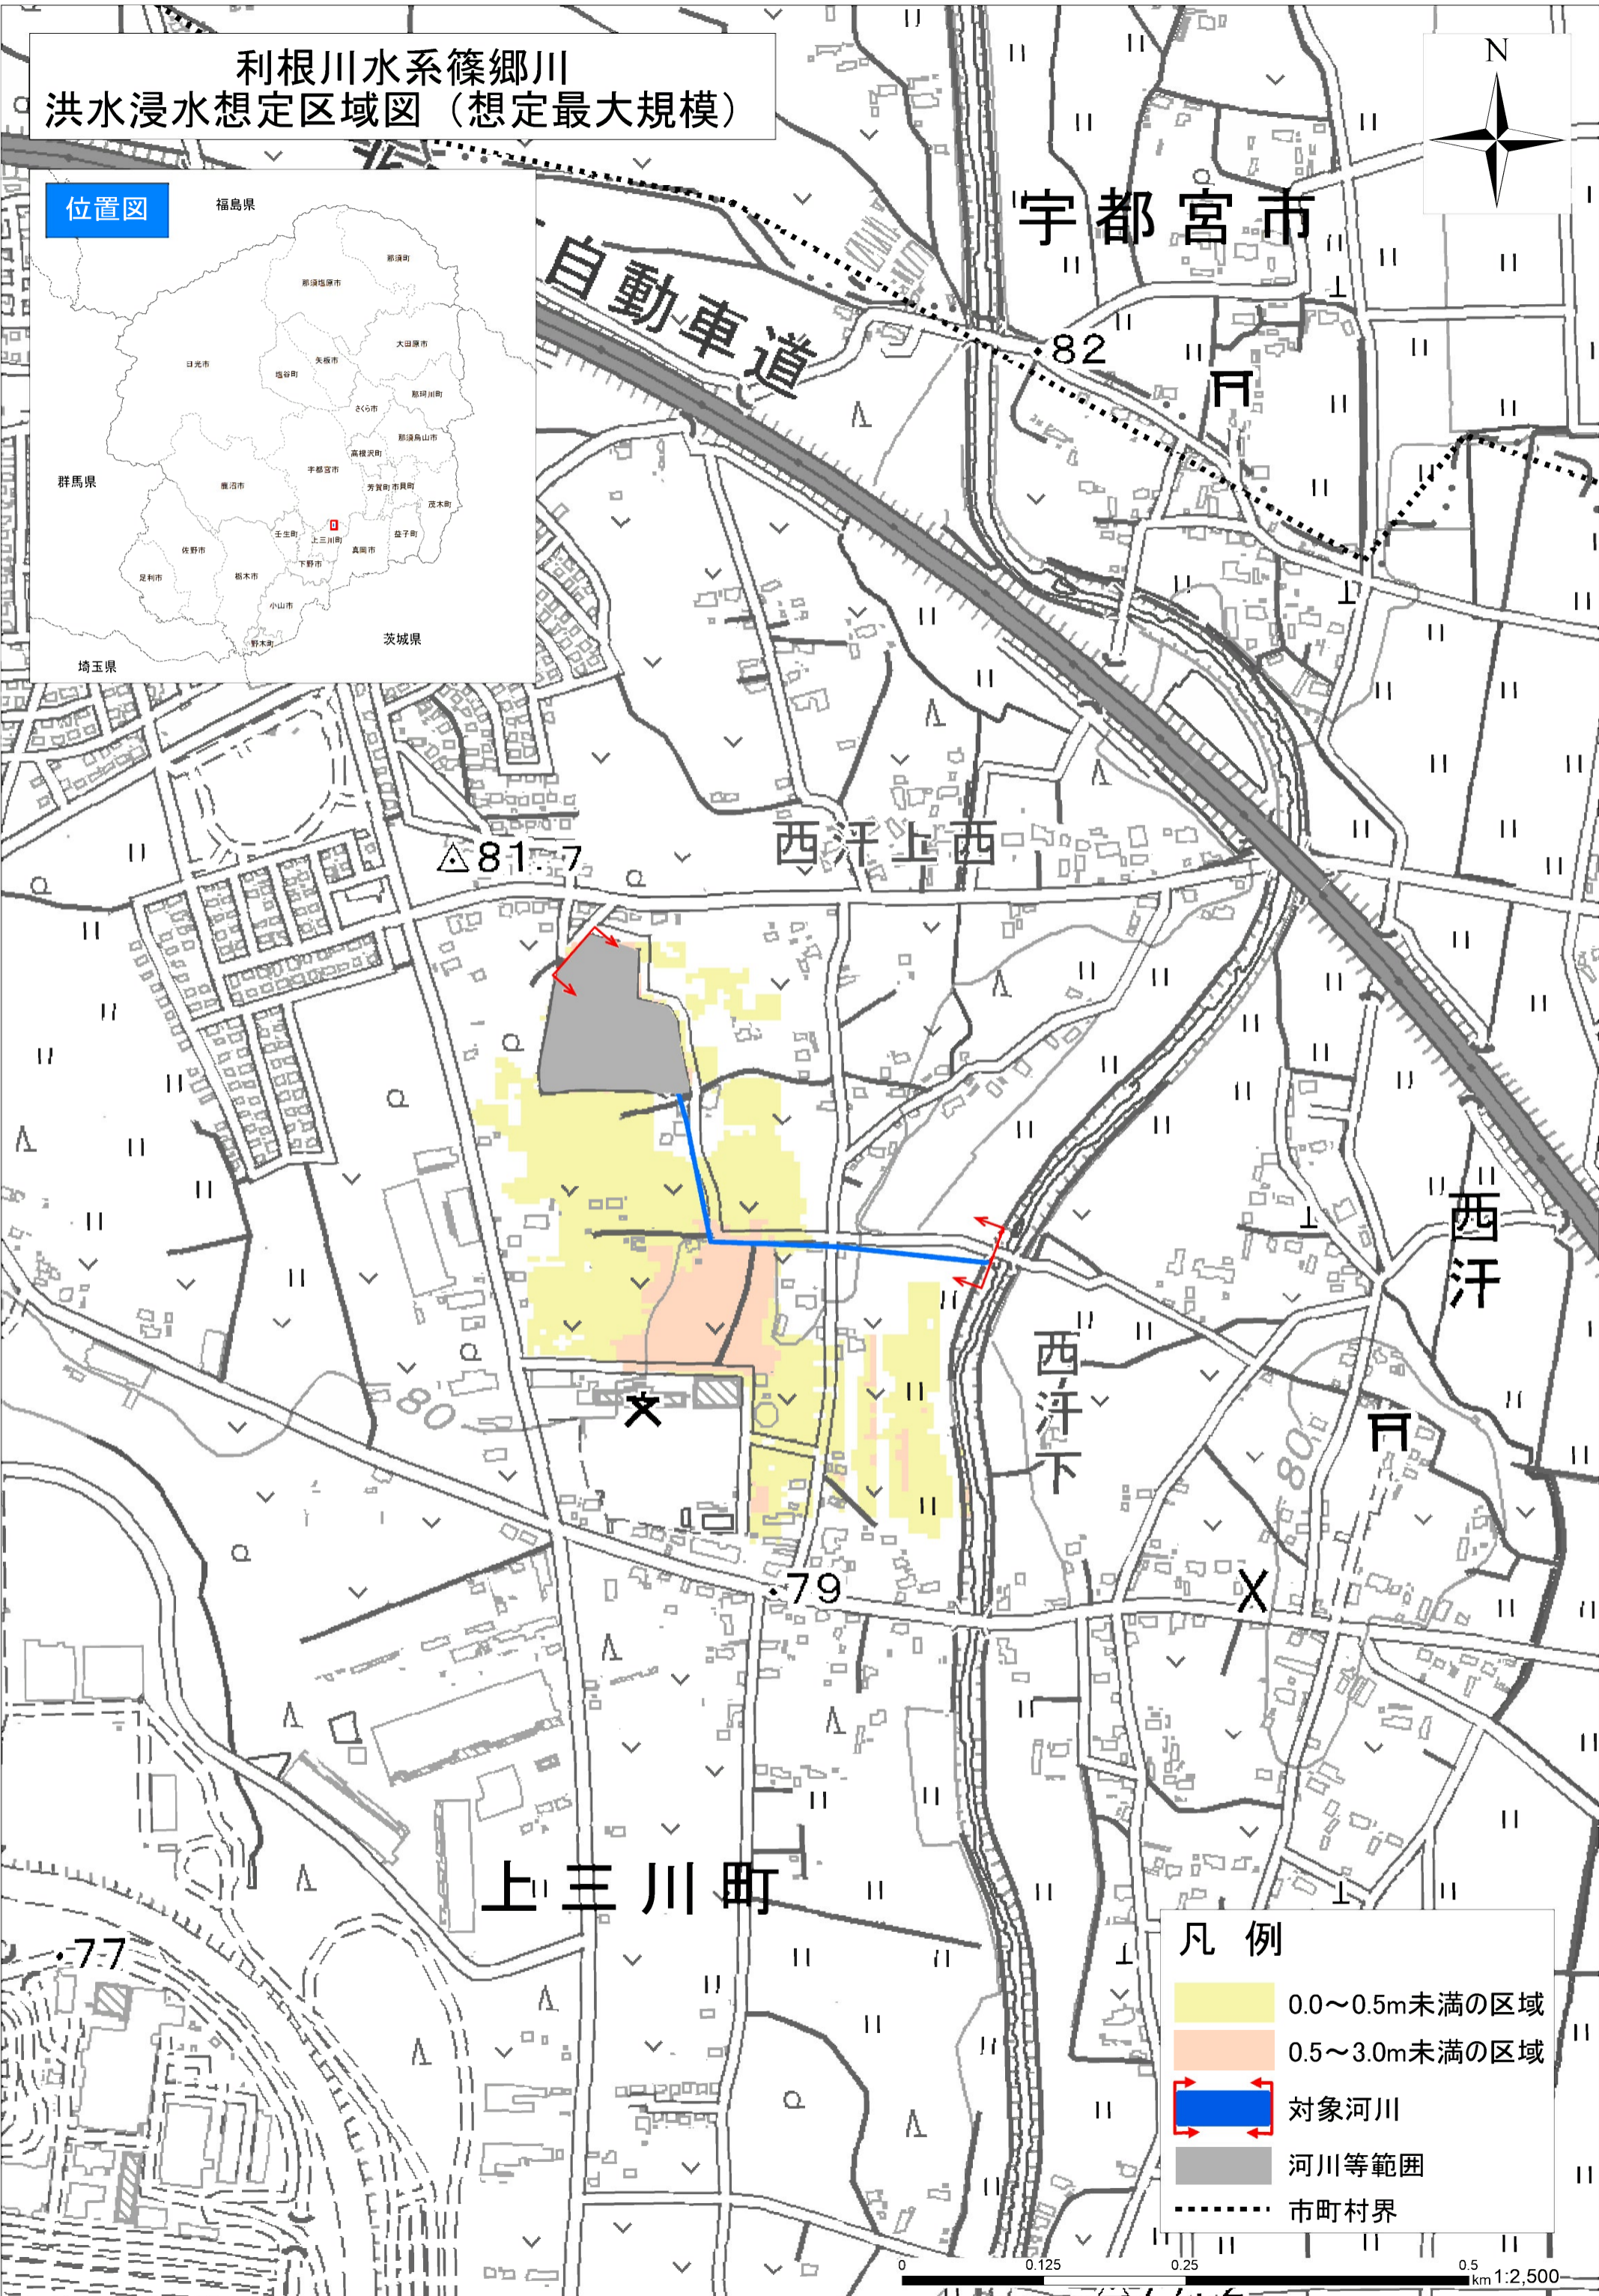 利根川水系篠郷川
洪水浸水想定区域図（想定最大規模）
N
位置図
福島県
那須町
那須塩原市
大田原市
矢板市
日光市
塩谷町
那珂川町
さくら市
那須烏山市
高根沢町
宇都宮市
群馬県
鹿沼市
芳賀町
市貝町
茂木町
壬生町
上三川町
益子町
真岡市
佐野市
下野市
足利市
栃木市
小山市
茨城県
野木町
埼玉県
宇都宮市
自動車道
82
西汗上西
81.7
西汗
西汗下
80
80
79
上三川町
77
凡 例
0.0～0.5m未満の区域
0.5～3.0m未満の区域
対象河川
河川等範囲
市町村界
0 0.125 0.25 0.5
km 1:2,500